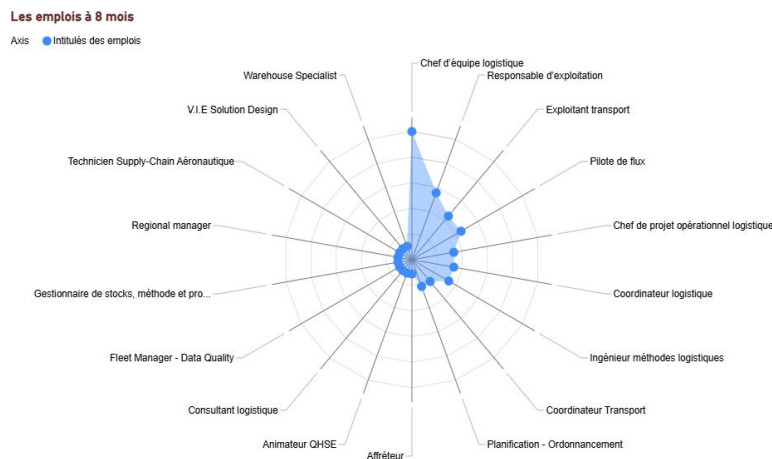 Les emplois à 8 mois
Axis Intitulés des emplois
Chef d'équipe logistique
Responsable d'exploitation
Exploitant transport
Pilote de flux
Chef de projet opérationnel logistique
Coordinateur logistique
Ingénieur méthodes logistiques
Coordinateur Transport
Planification - Ordonnancement
Affréteur
Animateur QHSE
Consultant logistique
Fleet Manager - Data Quality
Gestionnaire de stocks, méthode et pro...
Regional manager
Technicien Supply-Chain Aéronautique
V.I.E Solution Design
Warehouse Specialist